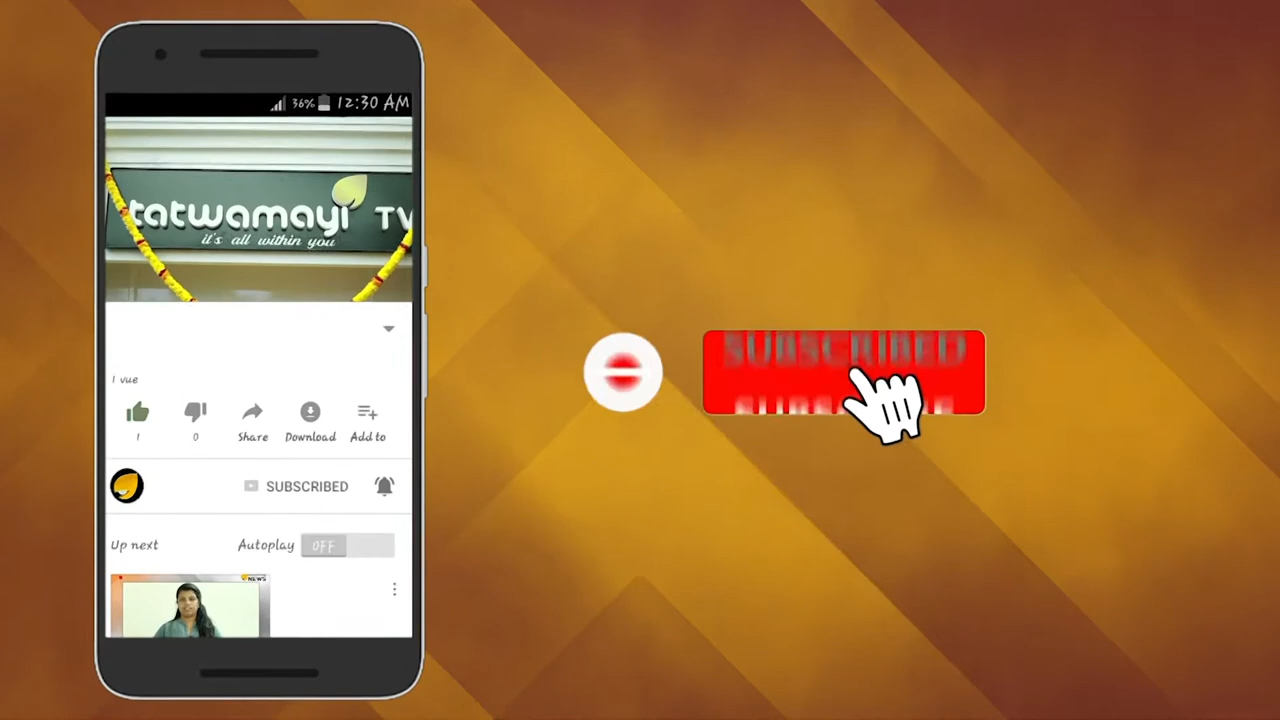 36% 12:30 AM
tatwamayi TV
it's all within you
1 vue
1 0 Share Download Add to
SUBSCRIBED
Up next Autoplay OFF
NEWS
SUBSCRIBED